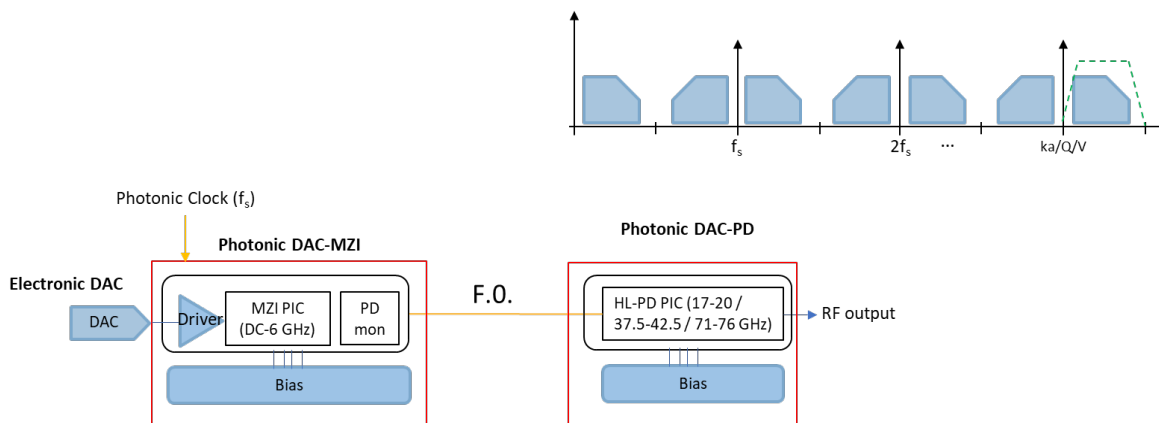 fₛ
2fₛ
...
ka/Q/V
Photonic Clock (fₛ)
Photonic DAC-MZI
Photonic DAC-PD
Electronic DAC
DAC
Driver
MZI PIC
(DC-6 GHz)
PD
mon
F.O.
HL-PD PIC (17-20 /
37.5-42.5 / 71-76 GHz)
RF output
Bias
Bias